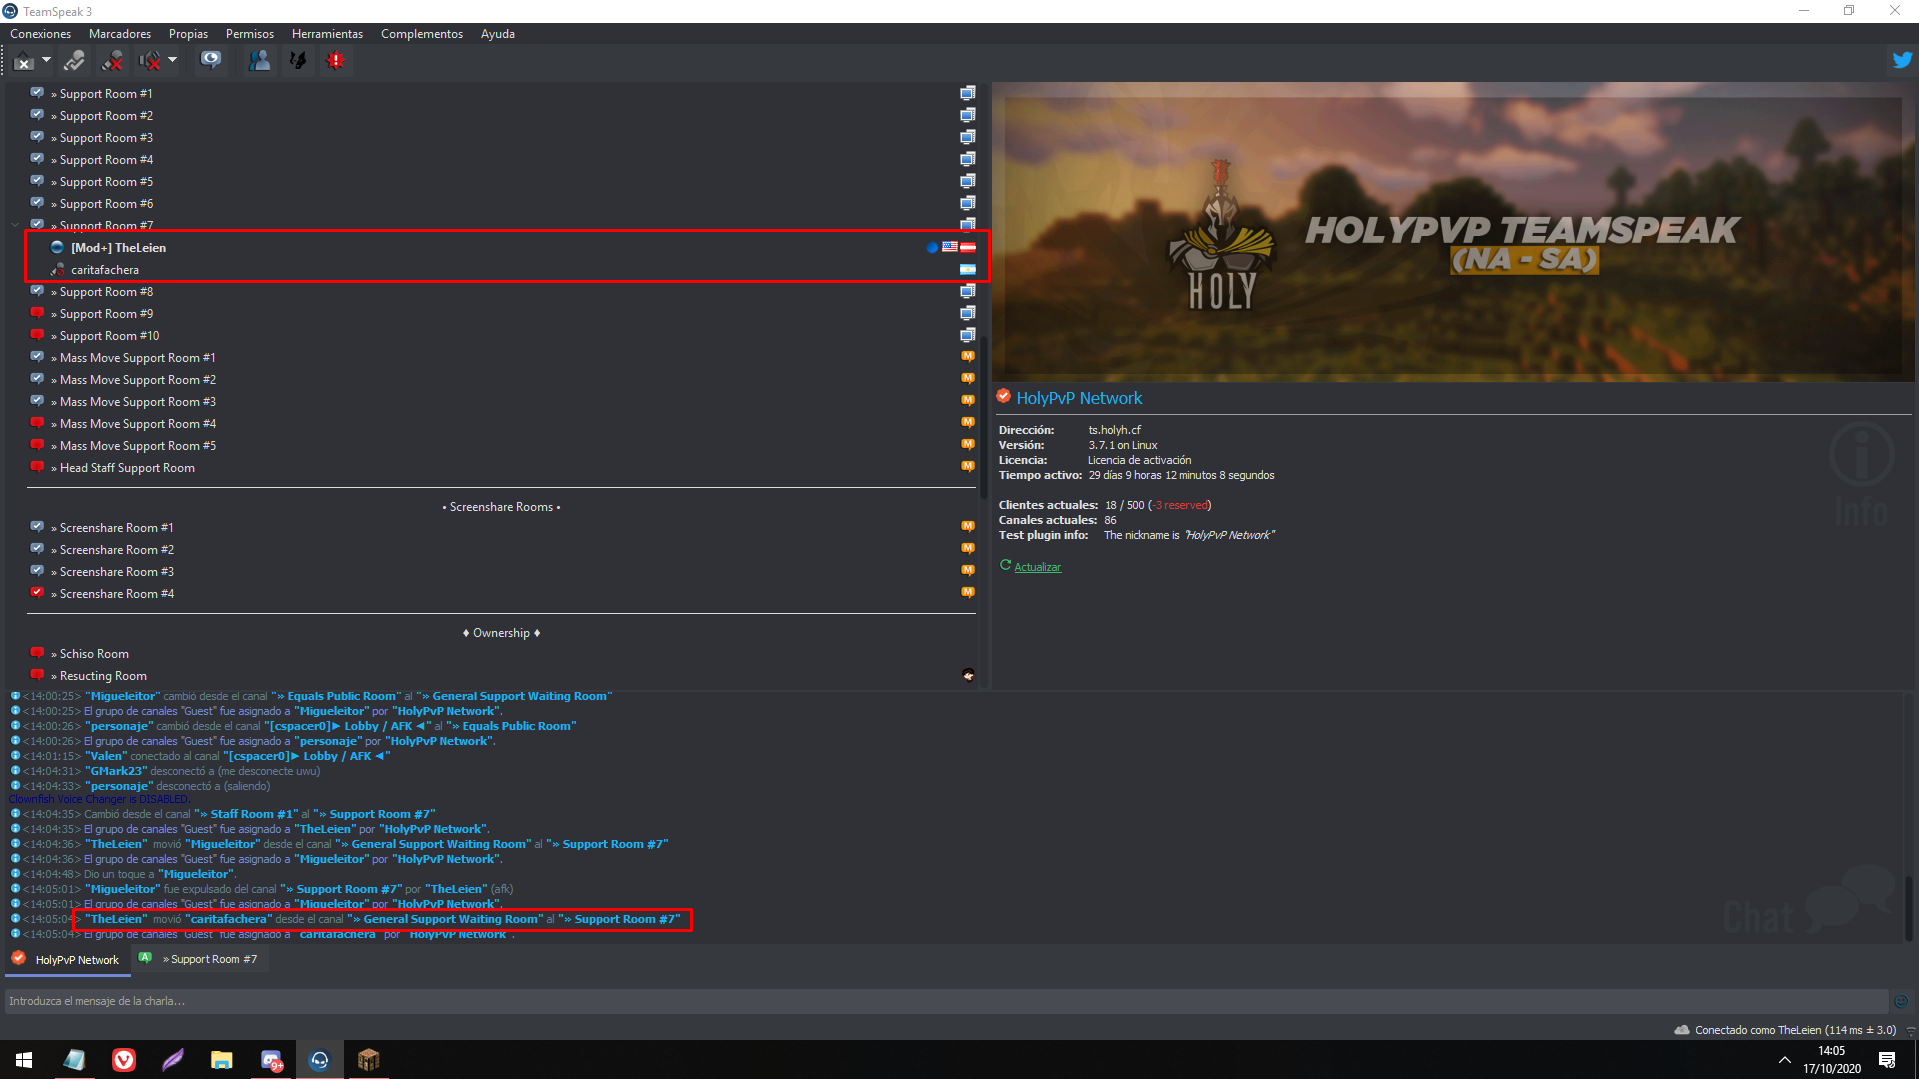 TeamSpeak 3
Conexiones Marcadores Propias Permisos Herramientas Complementos Ayuda
» Support Room #1
» Support Room #2
» Support Room #3
» Support Room #4
» Support Room #5
» Support Room #6
» Support Room #7
[Mod+] TheLeien
caritafachera
» Support Room #8
» Support Room #9
» Support Room #10
» Mass Move Support Room #1
» Mass Move Support Room #2
» Mass Move Support Room #3
» Mass Move Support Room #4
» Mass Move Support Room #5
» Head Staff Support Room
• Screenshare Rooms •
» Screenshare Room #1
» Screenshare Room #2
» Screenshare Room #3
» Screenshare Room #4
♦ Ownership ♦
» Schiso Room
» Resucting Room
HOLY
HOLYPVP TEAMSPEAK
(NA - SA)
HolyPvP Network
Dirección: ts.holyh.cf
Versión: 3.7.1 on Linux
Licencia: Licencia de activación
Tiempo activo: 29 días 9 horas 12 minutos 8 segundos
Clientes actuales: 18 / 500 (-3 reserved)
Canales actuales: 86
Test plugin info: The nickname is "HolyPvP Network"
Actualizar
Info
<14:00:25> "Migueleitor" cambió desde el canal "» Equals Public Room" al "» General Support Waiting Room"
<14:00:25> El grupo de canales "Guest" fue asignado a "Migueleitor" por "HolyPvP Network".
<14:00:26> "personaje" cambió desde el canal "[cspacer0]► Lobby / AFK ◄" al "» Equals Public Room"
<14:00:26> El grupo de canales "Guest" fue asignado a "personaje" por "HolyPvP Network".
<14:01:15> "Valen" conectado al canal "[cspacer0]► Lobby / AFK ◄"
<14:04:31> "GMark23" desconectó a (me desconecte uwu)
<14:04:33> "personaje" desconectó a (saliendo)
Clownfish Voice Changer is DISABLED.
<14:04:35> Cambió desde el canal "» Staff Room #1" al "» Support Room #7"
<14:04:35> El grupo de canales "Guest" fue asignado a "TheLeien" por "HolyPvP Network".
<14:04:36> "TheLeien" movió "Migueleitor" desde el canal "» General Support Waiting Room" al "» Support Room #7"
<14:04:36> El grupo de canales "Guest" fue asignado a "Migueleitor" por "HolyPvP Network".
<14:04:48> Dio un toque a "Migueleitor".
<14:05:01> "Migueleitor" fue expulsado del canal "» Support Room #7" por "TheLeien" (afk)
<14:05:01> El grupo de canales "Guest" fue asignado a "Migueleitor" por "HolyPvP Network".
<14:05:04> "TheLeien" movió "caritafachera" desde el canal "» General Support Waiting Room" al "» Support Room #7"
<14:05:04> El grupo de canales "Guest" fue asignado a "caritafachera" por "HolyPvP Network".
Chat
HolyPvP Network
» Support Room #7
Introduzca el mensaje de la charla...
Conectado como TheLeien (114 ms ± 3.0)
9+
14:05
17/10/2020